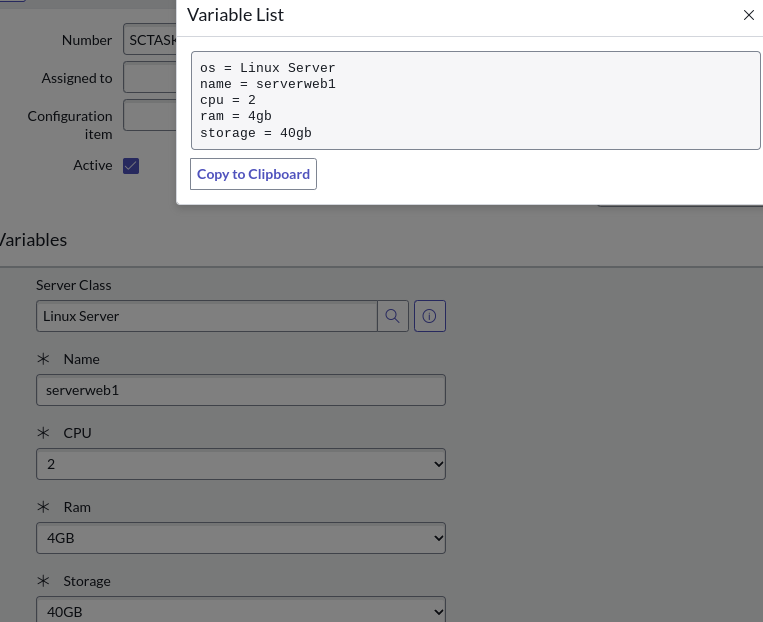 Variable List
Number SCTASK
Assigned to
Configuration
item
Active
os = Linux Server
name = serverweb1
cpu = 2
ram = 4gb
storage = 40gb
Copy to Clipboard
Variables
Server Class
Linux Server
* Name
serverweb1
* CPU
2
* Ram
4GB
* Storage
40GB